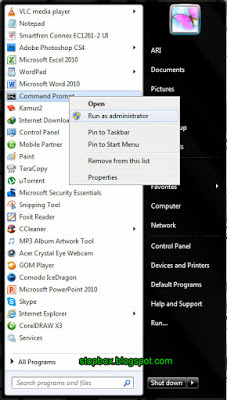 VLC media player
Notepad
Smartfren Connex EC1261-2 UI
Adobe Photoshop CS4
Microsoft Excel 2010
WordPad
Microsoft Word 2010
Command Prompt
Kamus2
Internet Downloa
Control Panel
Mobile Partner
Paint
TeraCopy
µTorrent
Microsoft Security Essentials
Snipping Tool
Foxit Reader
CCleaner
MP3 Album Artwork Tool
Acer Crystal Eye Webcam
GOM Player
Comodo IceDragon
Microsoft PowerPoint 2010
Skype
Internet Explorer
CorelDRAW X3
Services
All Programs
Search programs and files
Open
Run as administrator
Pin to Taskbar
Pin to Start Menu
Remove from this list
Properties
ARI
Documents
Pictures
Favorites
Computer
Network
Control Panel
Devices and Printers
Default Programs
Help and Support
Run...
stopbox.blogspot.com
Shut down